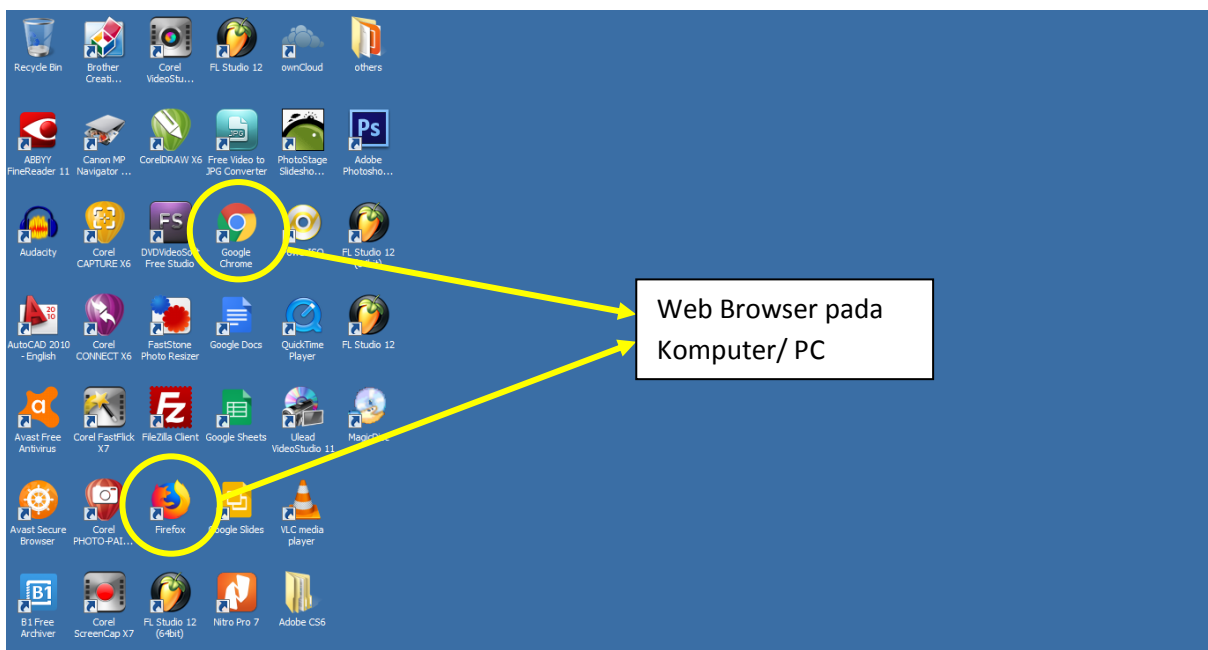 Recycle Bin
Brother
Creati...
Corel
VideoStu...
FL Studio 12
ownCloud
others
ABBYY
FineReader 11
Canon MP
Navigator ...
CorelDRAW X6
Free Video to
JPG Converter
PhotoStage
Slidesho...
Adobe
Photosho...
Audacity
Corel
CAPTURE X6
DVDVideoSoft
Free Studio
Google
Chrome
FL Studio 12
(64bit)
AutoCAD 2010
- English
Corel
CONNECT X6
FastStone
Photo Resizer
Google Docs
QuickTime
Player
FL Studio 12
Web Browser pada
Komputer/ PC
Avast Free
Antivirus
Corel FastFlick
X7
FileZilla Client
Google Sheets
Ulead
VideoStudio 11
MagicDisc
Avast Secure
Browser
Corel
PHOTO-PAI...
Firefox
Google Slides
VLC media
player
B1 Free
Archiver
Corel
ScreenCap X7
FL Studio 12
(64bit)
Nitro Pro 7
Adobe CS6